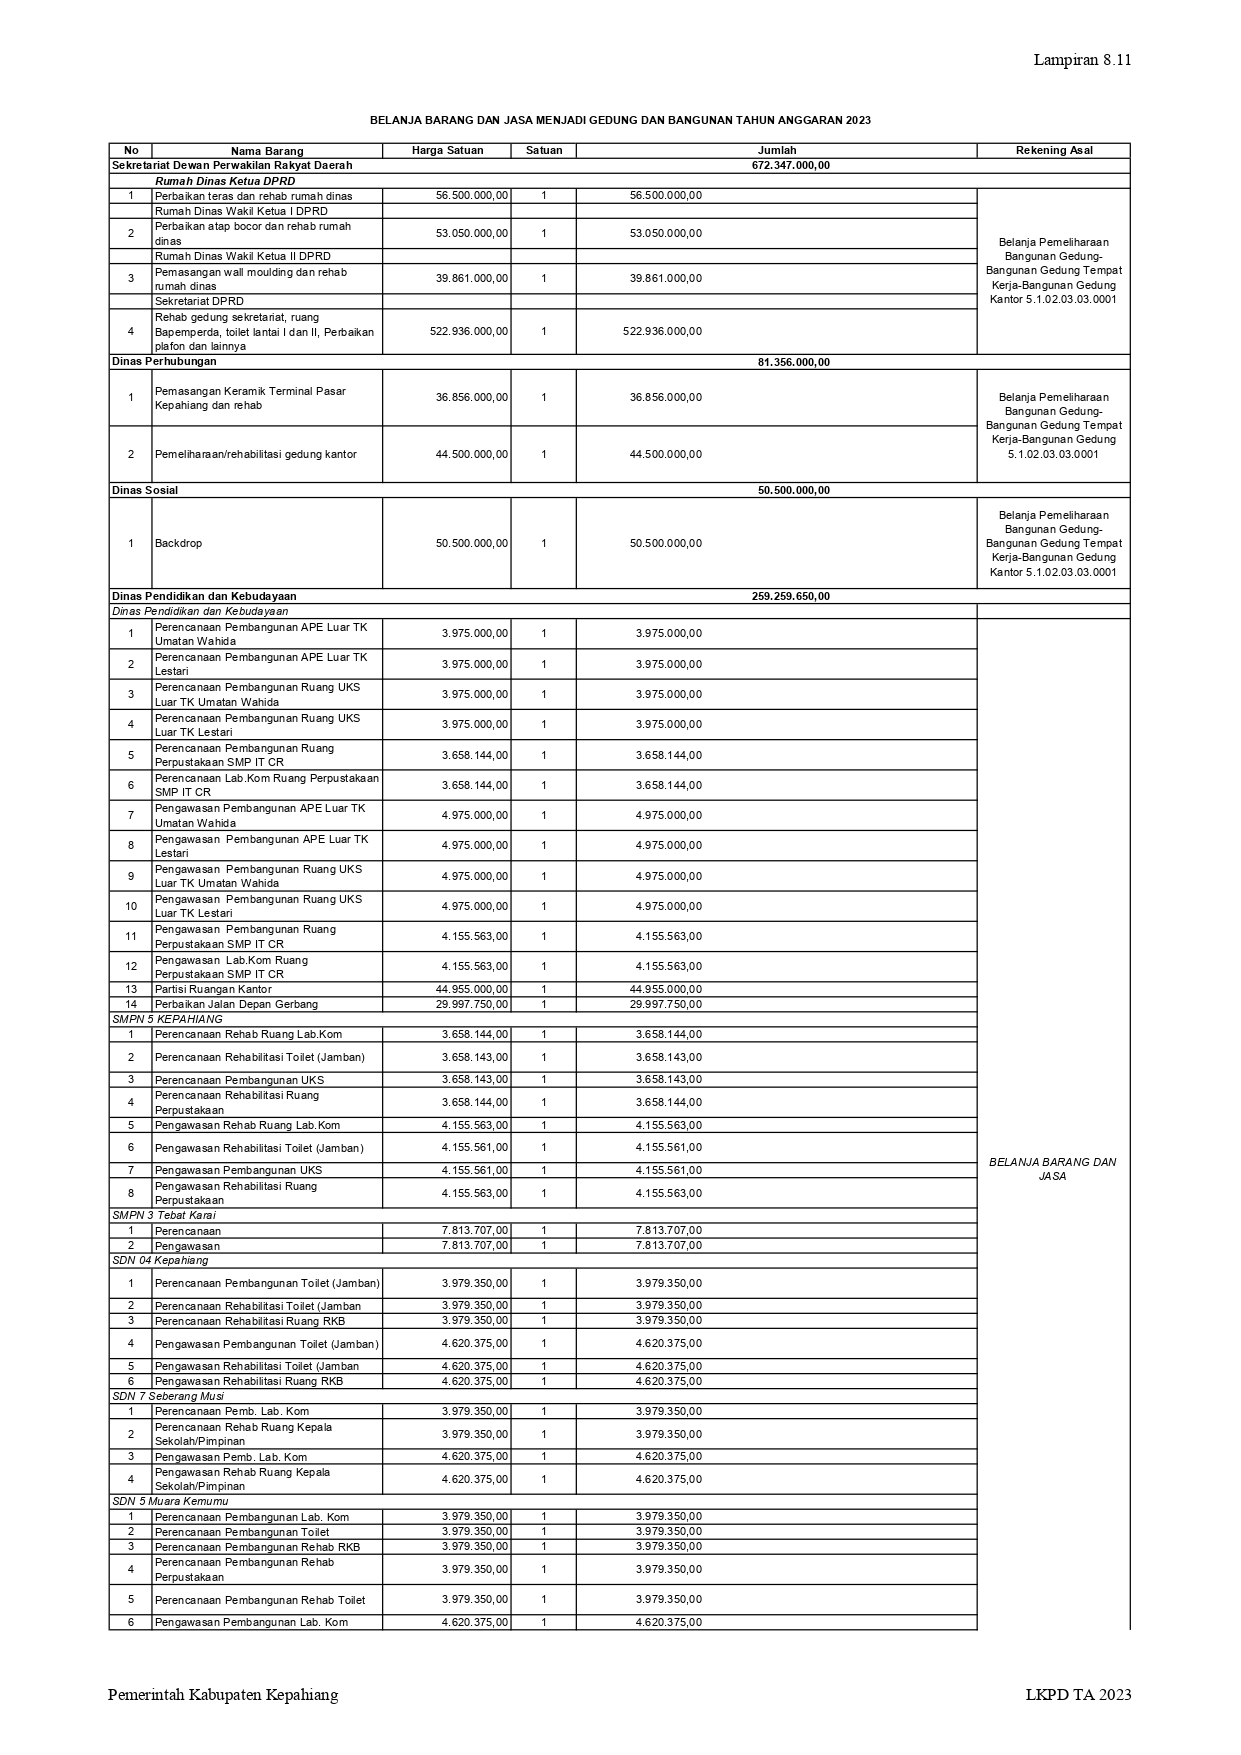 Lampiran 8.11
BELANJA BARANG DAN JASA MENJADI GEDUNG DAN BANGUNAN TAHUN ANGGARAN 2023
No Nama Barang Harga Satuan Satuan Jumlah Rekening Asal
Sekretariat Dewan Perwakilan Rakyat Daerah 672.347.000,00
Rumah Dinas Ketua DPRD
1 Perbaikan teras dan rehab rumah dinas 56.500.000,00 1 56.500.000,00
Rumah Dinas Wakil Ketua I DPRD
2 Perbaikan atap bocor dan rehab rumah
dinas 53.050.000,00 1 53.050.000,00
Rumah Dinas Wakil Ketua II DPRD
3 Pemasangan wall moulding dan rehab
rumah dinas 39.861.000,00 1 39.861.000,00
Sekretariat DPRD
4 Rehab gedung sekretariat, ruang
Bapemperda, toilet lantai I dan II, Perbaikan
plafon dan lainnya 522.936.000,00 1 522.936.000,00
Belanja Pemeliharaan
Bangunan Gedung-
Bangunan Gedung Tempat
Kerja-Bangunan Gedung
Kantor 5.1.02.03.03.0001
Dinas Perhubungan 81.356.000,00
1 Pemasangan Keramik Terminal Pasar
Kepahiang dan rehab 36.856.000,00 1 36.856.000,00
2 Pemeliharaan/rehabilitasi gedung kantor 44.500.000,00 1 44.500.000,00
Belanja Pemeliharaan
Bangunan Gedung-
Bangunan Gedung Tempat
Kerja-Bangunan Gedung
5.1.02.03.03.0001
Dinas Sosial 50.500.000,00
1 Backdrop 50.500.000,00 1 50.500.000,00
Belanja Pemeliharaan
Bangunan Gedung-
Bangunan Gedung Tempat
Kerja-Bangunan Gedung
Kantor 5.1.02.03.03.0001
Dinas Pendidikan dan Kebudayaan 259.259.650,00
Dinas Pendidikan dan Kebudayaan
1 Perencanaan Pembangunan APE Luar TK
Umatan Wahida 3.975.000,00 1 3.975.000,00
2 Perencanaan Pembangunan APE Luar TK
Lestari 3.975.000,00 1 3.975.000,00
3 Perencanaan Pembangunan Ruang UKS
Luar TK Umatan Wahida 3.975.000,00 1 3.975.000,00
4 Perencanaan Pembangunan Ruang UKS
Luar TK Lestari 3.975.000,00 1 3.975.000,00
5 Perencanaan Pembangunan Ruang
Perpustakaan SMP IT CR 3.658.144,00 1 3.658.144,00
6 Perencanaan Lab.Kom Ruang Perpustakaan
SMP IT CR 3.658.144,00 1 3.658.144,00
7 Pengawasan Pembangunan APE Luar TK
Umatan Wahida 4.975.000,00 1 4.975.000,00
8 Pengawasan  Pembangunan APE Luar TK
Lestari 4.975.000,00 1 4.975.000,00
9 Pengawasan  Pembangunan Ruang UKS
Luar TK Umatan Wahida 4.975.000,00 1 4.975.000,00
10 Pengawasan  Pembangunan Ruang UKS
Luar TK Lestari 4.975.000,00 1 4.975.000,00
11 Pengawasan  Pembangunan Ruang
Perpustakaan SMP IT CR 4.155.563,00 1 4.155.563,00
12 Pengawasan  Lab.Kom Ruang
Perpustakaan SMP IT CR 4.155.563,00 1 4.155.563,00
13 Partisi Ruangan Kantor 44.955.000,00 1 44.955.000,00
14 Perbaikan Jalan Depan Gerbang 29.997.750,00 1 29.997.750,00
SMPN 5 KEPAHIANG
1 Perencanaan Rehab Ruang Lab.Kom 3.658.144,00 1 3.658.144,00
2 Perencanaan Rehabilitasi Toilet (Jamban) 3.658.143,00 1 3.658.143,00
3 Perencanaan Pembangunan UKS 3.658.143,00 1 3.658.143,00
4 Perencanaan Rehabilitasi Ruang
Perpustakaan 3.658.144,00 1 3.658.144,00
5 Pengawasan Rehab Ruang Lab.Kom 4.155.563,00 1 4.155.563,00
6 Pengawasan Rehabilitasi Toilet (Jamban) 4.155.561,00 1 4.155.561,00
7 Pengawasan Pembangunan UKS 4.155.561,00 1 4.155.561,00
8 Pengawasan Rehabilitasi Ruang
Perpustakaan 4.155.563,00 1 4.155.563,00
BELANJA BARANG DAN
JASA
SMPN 3 Tebat Karai
1 Perencanaan 7.813.707,00 1 7.813.707,00
2 Pengawasan 7.813.707,00 1 7.813.707,00
SDN 04 Kepahiang
1 Perencanaan Pembangunan Toilet (Jamban) 3.979.350,00 1 3.979.350,00
2 Perencanaan Rehabilitasi Toilet (Jamban 3.979.350,00 1 3.979.350,00
3 Perencanaan Rehabilitasi Ruang RKB 3.979.350,00 1 3.979.350,00
4 Pengawasan Pembangunan Toilet (Jamban) 4.620.375,00 1 4.620.375,00
5 Pengawasan Rehabilitasi Toilet (Jamban 4.620.375,00 1 4.620.375,00
6 Pengawasan Rehabilitasi Ruang RKB 4.620.375,00 1 4.620.375,00
SDN 7 Seberang Musi
1 Perencanaan Pemb. Lab. Kom 3.979.350,00 1 3.979.350,00
2 Perencanaan Rehab Ruang Kepala
Sekolah/Pimpinan 3.979.350,00 1 3.979.350,00
3 Pengawasan Pemb. Lab. Kom 4.620.375,00 1 4.620.375,00
4 Pengawasan Rehab Ruang Kepala
Sekolah/Pimpinan 4.620.375,00 1 4.620.375,00
SDN 5 Muara Kemumu
1 Perencanaan Pembangunan Lab. Kom 3.979.350,00 1 3.979.350,00
2 Perencanaan Pembangunan Toilet 3.979.350,00 1 3.979.350,00
3 Perencanaan Pembangunan Rehab RKB 3.979.350,00 1 3.979.350,00
4 Perencanaan Pembangunan Rehab
Perpustakaan 3.979.350,00 1 3.979.350,00
5 Perencanaan Pembangunan Rehab Toilet 3.979.350,00 1 3.979.350,00
6 Pengawasan Pembangunan Lab. Kom 4.620.375,00 1 4.620.375,00
Pemerintah Kabupaten Kepahiang LKPD TA 2023